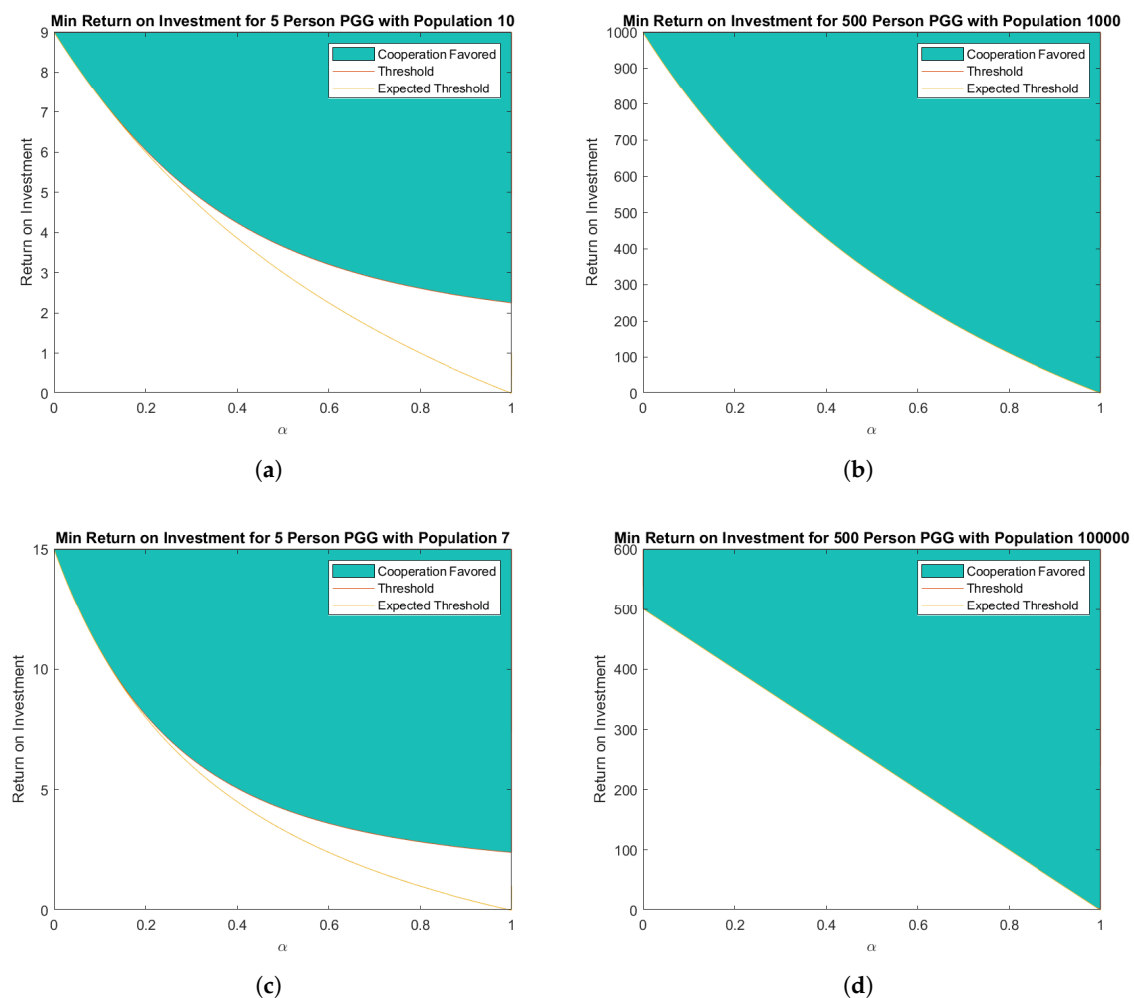 Min Return on Investment for 5 Person PGG with Population 10
9
8
7
6
5
4
3
2
1
0
Return on Investment
Cooperation Favored
Threshold
Expected Threshold
0 0.2 0.4 0.6 0.8 1
α
(a)
Min Return on Investment for 500 Person PGG with Population 1000
1000
900
800
700
600
500
400
300
200
100
0
Return on Investment
Cooperation Favored
Threshold
Expected Threshold
0 0.2 0.4 0.6 0.8 1
α
(b)
Min Return on Investment for 5 Person PGG with Population 7
15
10
5
0
Return on Investment
Cooperation Favored
Threshold
Expected Threshold
0 0.2 0.4 0.6 0.8 1
α
(c)
Min Return on Investment for 500 Person PGG with Population 100000
600
500
400
300
200
100
0
Return on Investment
Cooperation Favored
Threshold
Expected Threshold
0 0.2 0.4 0.6 0.8 1
α
(d)